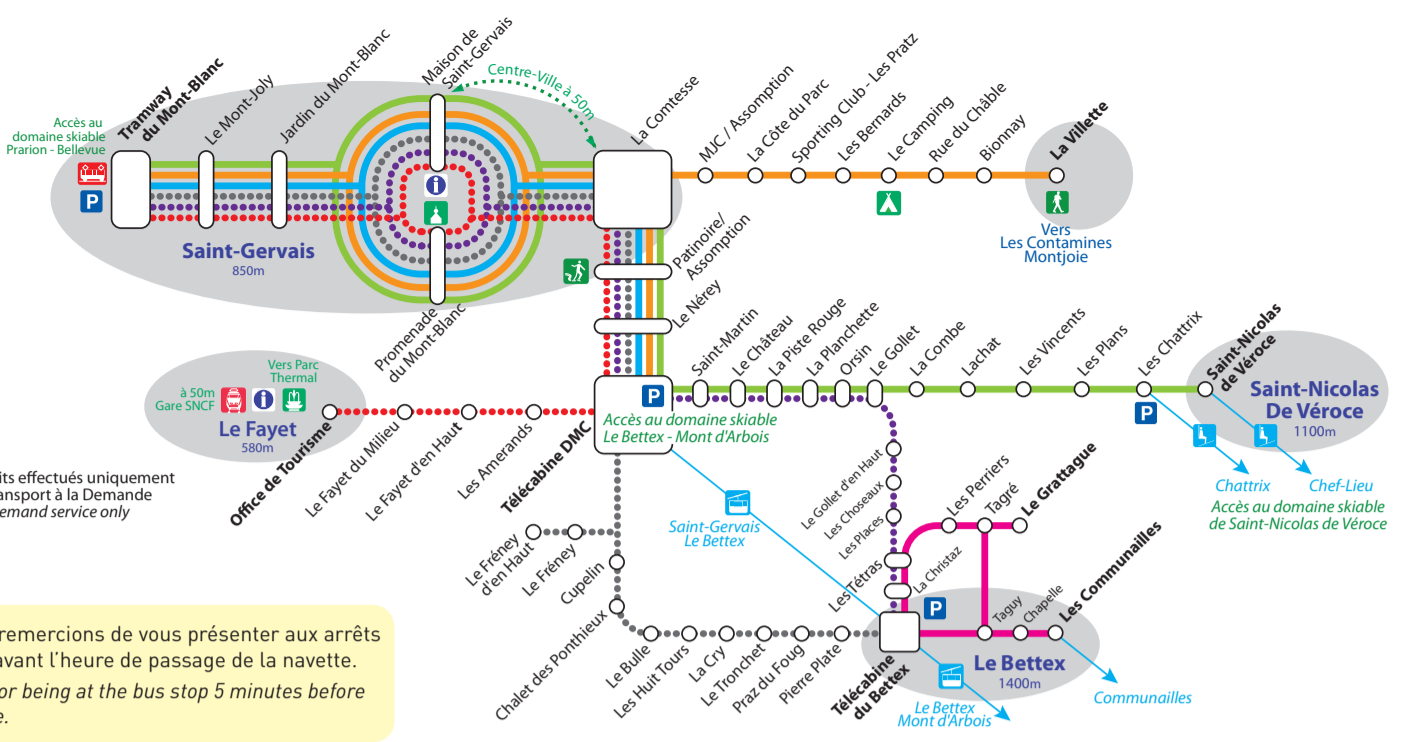 Accès au
domaine skiable
Prarion - Bellevue
P
Tramway
du Mont-Blanc
Le Mont-Joly
Jardin du Mont-Blanc
Maison de
Saint-Gervais
Centre-Ville à 50m
La Comtesse
MJC / Assomption
La Côte du Parc
Sporting Club - Les Pratz
Les Bernards
Le Camping
Rue du Châble
Bionnay
La Villette
Vers
Les Contamines
Montjoie
i
Saint-Gervais
850m
Promenade
du Mont-Blanc
Patinoire/
Assomption
Le Nérey
à 50m
Gare SNCF
i
Vers Parc
Thermal
Le Fayet
580m
Office de Tourisme
Le Fayet du Milieu
Le Fayet d'en Haut
Les Amerands
Télécabine DMC
P
Accès au domaine skiable
Le Bettex - Mont d'Arbois
Saint-Martin
Le Château
La Piste Rouge
La Planchette
Orsin
Le Gollet
La Combe
Lachat
Les Vincents
Les Plans
Les Chattrix
P
Saint-Nicolas
de Véroce
Saint-Nicolas
De Véroce
1100m
Chattrix
Chef-Lieu
Accès au domaine skiable
de Saint-Nicolas de Véroce
its effectués uniquement
ansport à la Demande
emand service only
Saint-Gervais
Le Bettex
Le Gollet d'en Haut
Les Choseaux
Les Places
Les Tétras
La Christaz
Les Perriers
Tagré
Le Grattague
Le Fréney
d'en Haut
Le Fréney
Cupelin
Chalet des Ponthieux
Le Bulle
Les Huit Tours
La Cry
Le Tronchet
Praz du Foug
Pierre Plate
Télécabine
du Bettex
P
Taguy
Chapelle
Les Communailles
Le Bettex
1400m
Le Bettex
Mont d'Arbois
Communailles
remercions de vous présenter aux arrêts
avant l'heure de passage de la navette.
or being at the bus stop 5 minutes before
e.